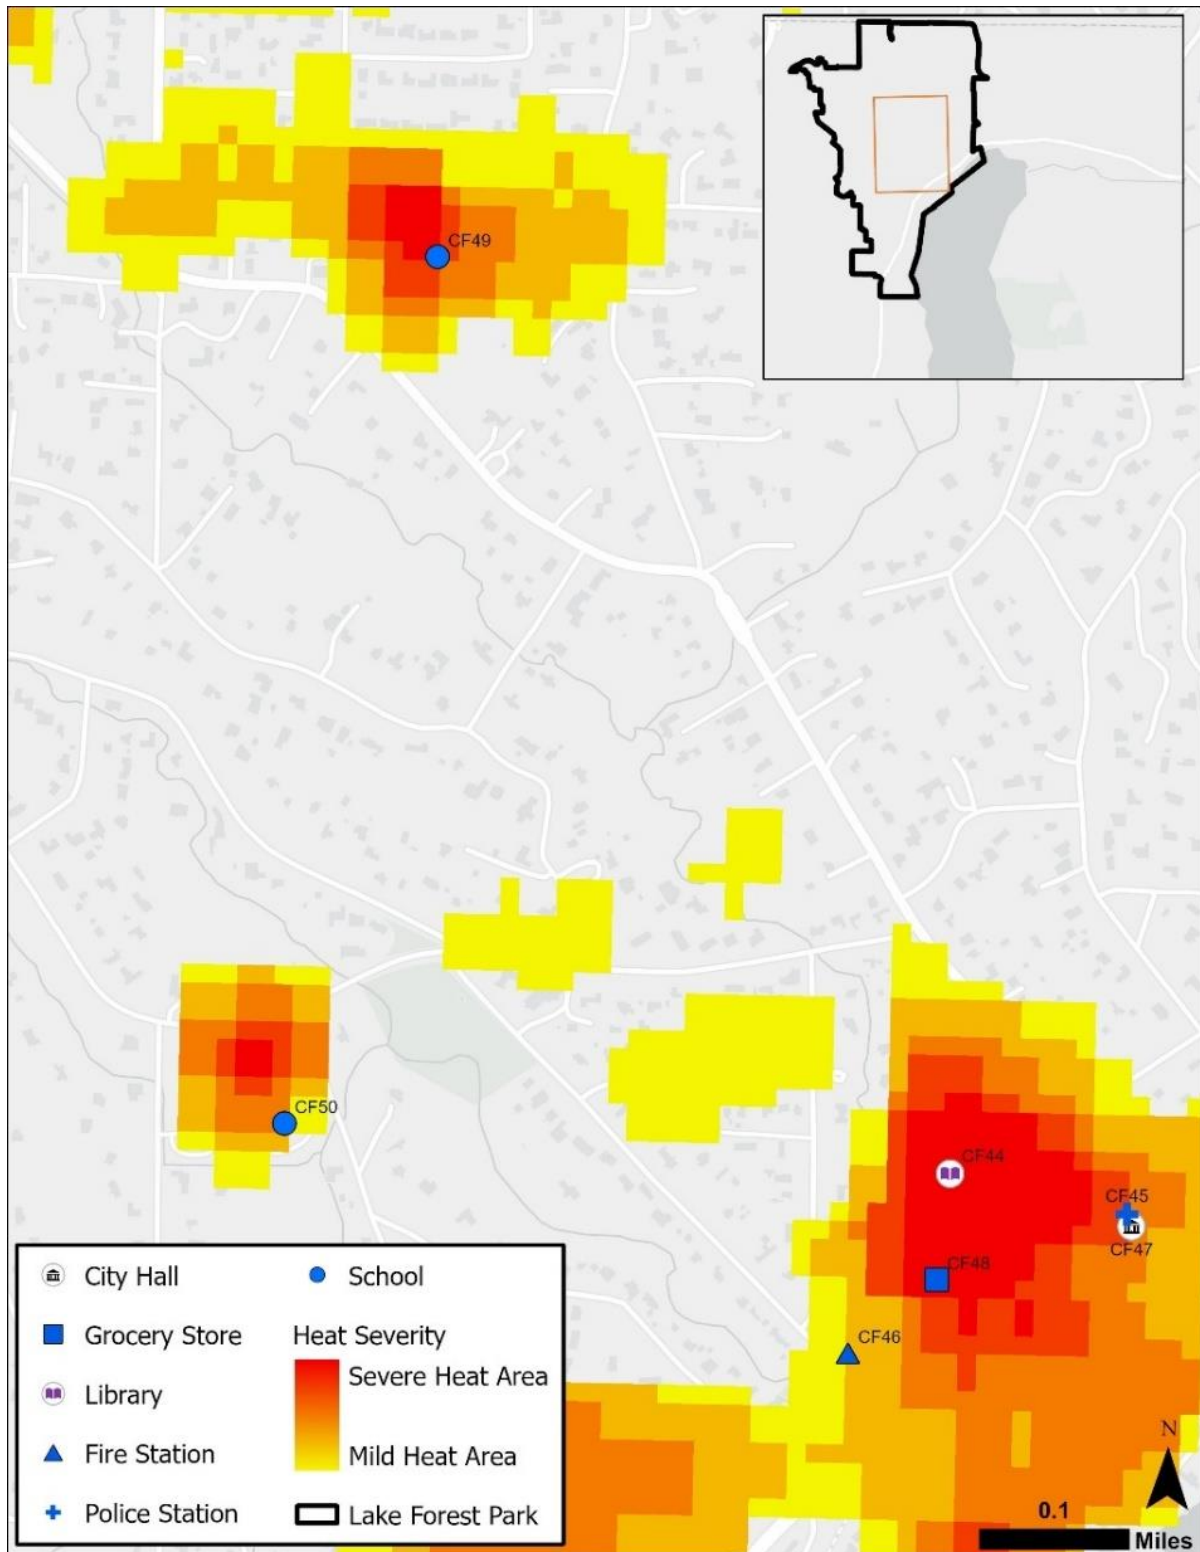 CF49
CF50
CF44
CF45
CF47
CF48
CF46
City Hall
School
Grocery Store
Heat Severity
Severe Heat Area
Library
Fire Station
Mild Heat Area
Police Station
Lake Forest Park
N
0.1
Miles